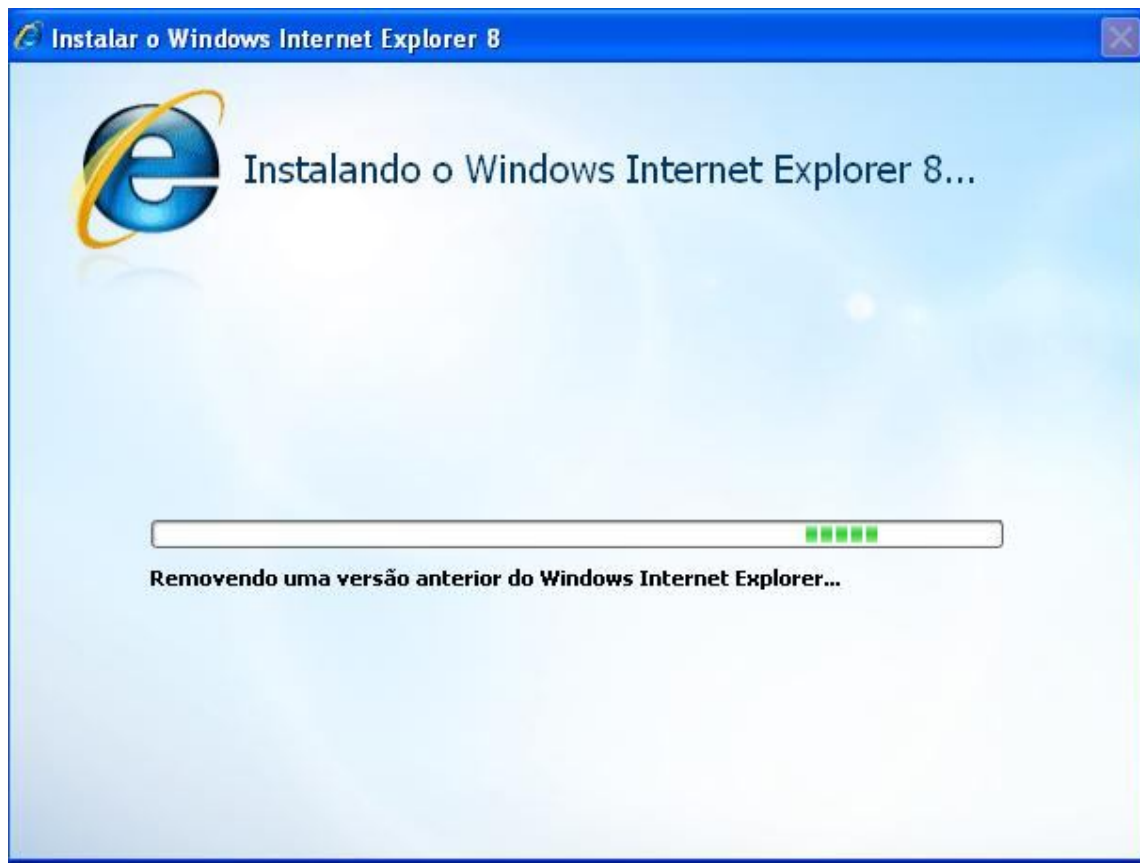 Instalar o Windows Internet Explorer 8
Instalando o Windows Internet Explorer 8...
Removendo uma versão anterior do Windows Internet Explorer...